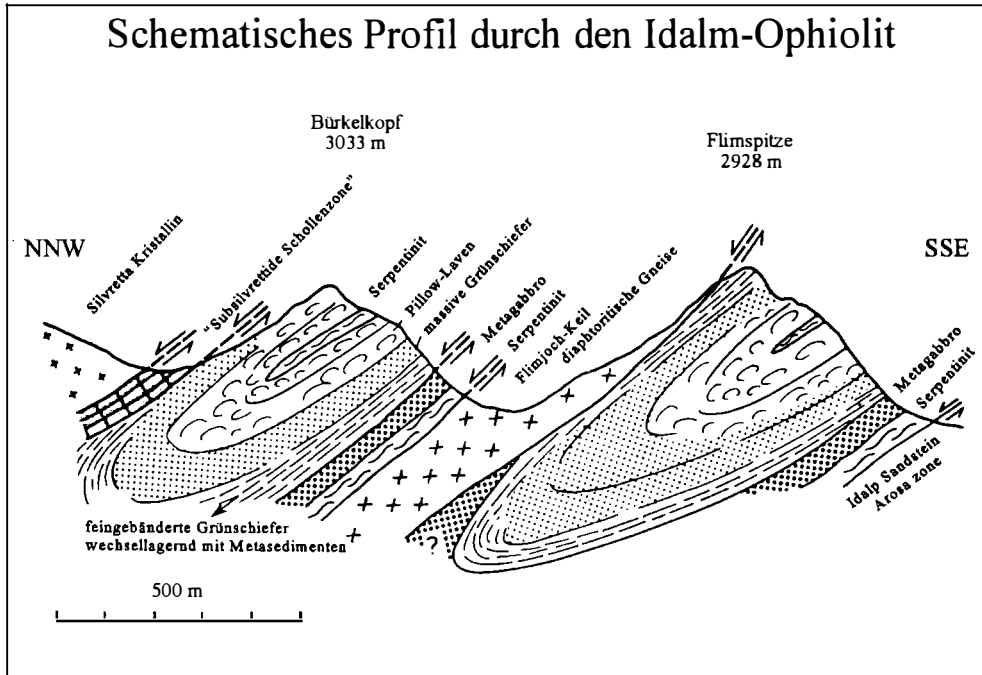 Schematisches Profil durch den Idalm-Ophiolit
Bürkelkopf
3033 m
Flimspitze
2928 m
NNW
SSE
Silvretta Kristallin
"Subsilvrettide Schollenzone"
Serpentinit
Pillow-Laven
massive Grünschiefer
Metagabbro
Serpentinit
Flimjoch-Keil
diaphtoritische Gneise
Metagabbro
Serpentinit
Idalp Sandstein
Arosa zone
feingebänderte Grünschiefer
wechsellagernd mit Metasedimenten
?
500 m